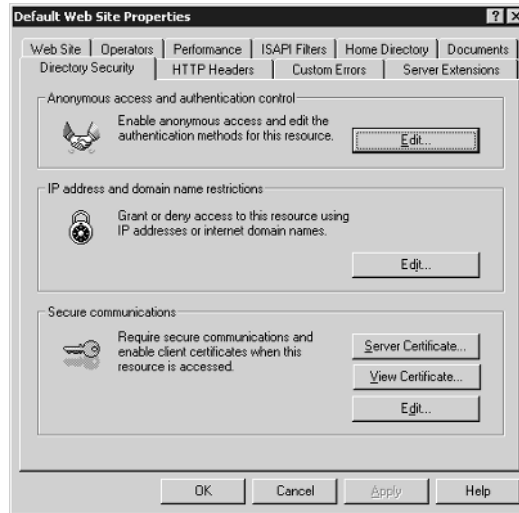 Default Web Site Properties
Web Site Operators Performance ISAPI Filters Home Directory Documents
Directory Security HTTP Headers Custom Errors Server Extensions
Anonymous access and authentication control
Enable anonymous access and edit the
authentication methods for this resource.
Edit...
IP address and domain name restrictions
Grant or deny access to this resource using
IP addresses or internet domain names.
Edit...
Secure communications
Require secure communications and
enable client certificates when this
resource is accessed.
Server Certificate...
View Certificate...
Edit...
OK Cancel Apply Help